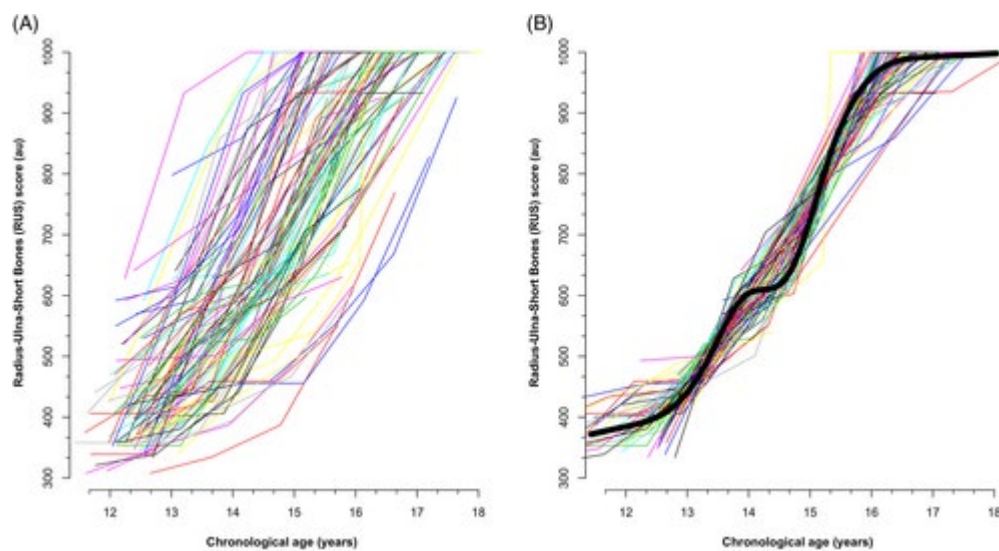 (A)
Radius-Ulna-Short Bones (RUS) score (au)
1000
900
800
700
600
500
400
300
12 13 14 15 16 17 18
Chronological age (years)
(B)
Radius-Ulna-Short Bones (RUS) score (au)
1000
900
800
700
600
500
400
300
12 13 14 15 16 17 18
Chronological age (years)